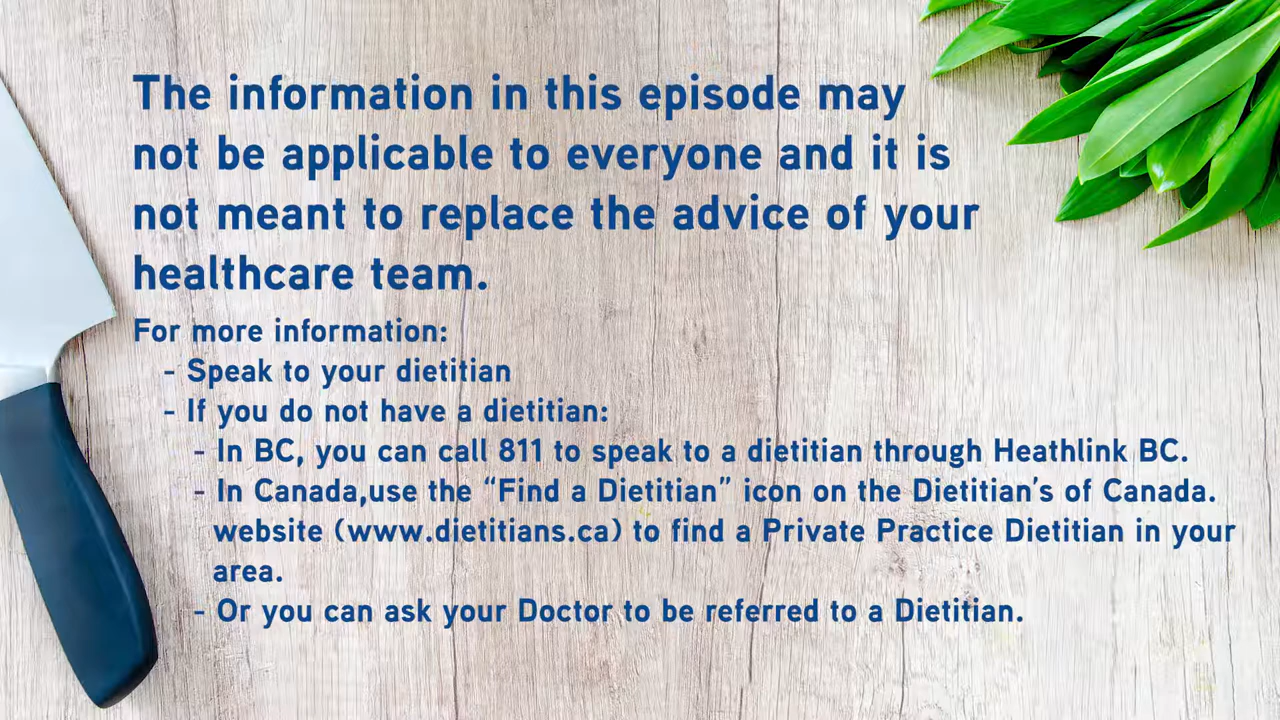 The information in this episode may
not be applicable to everyone and it is
not meant to replace the advice of your
healthcare team.
For more information:
- Speak to your dietitian
- If you do not have a dietitian:
- In BC, you can call 811 to speak to a dietitian through Heathlink BC.
- In Canada,use the “Find a Dietitian” icon on the Dietitian’s of Canada.
website (www.dietitians.ca) to find a Private Practice Dietitian in your
area.
- Or you can ask your Doctor to be referred to a Dietitian.